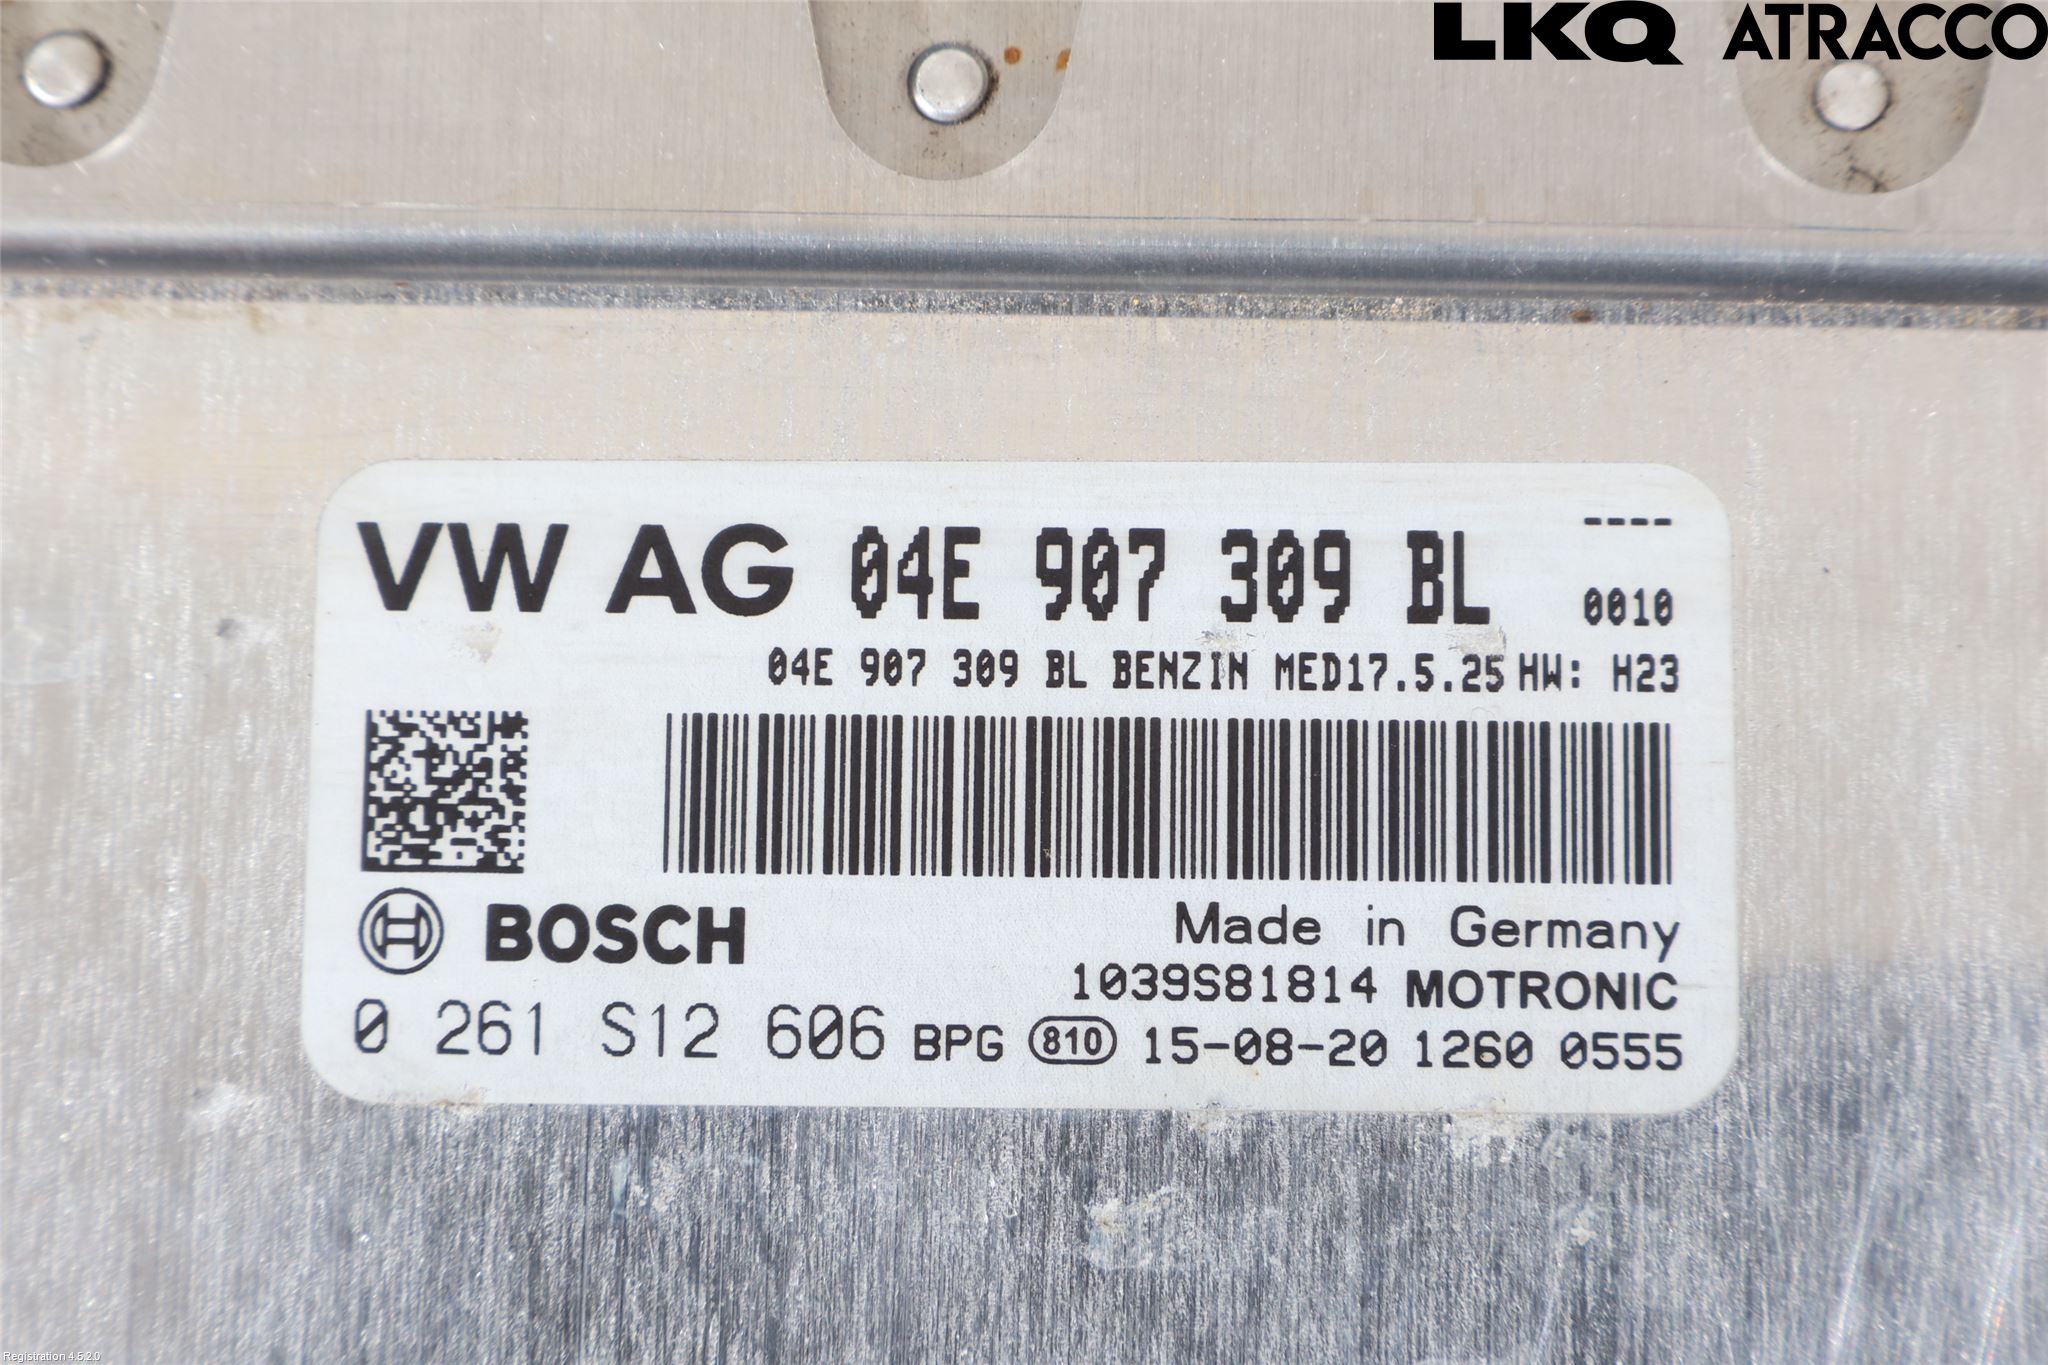 LKQ ATRACCO
VW AG 04E 907 309 BL ----
0010
04E 907 309 BL BENZIN MED17.5.25 HW: H23
BOSCH
Made in Germany
1039S81814 MOTRONIC
0 261 S12 606 BPG 810 15-08-20 1260 0555
Registration 4.5.2.0